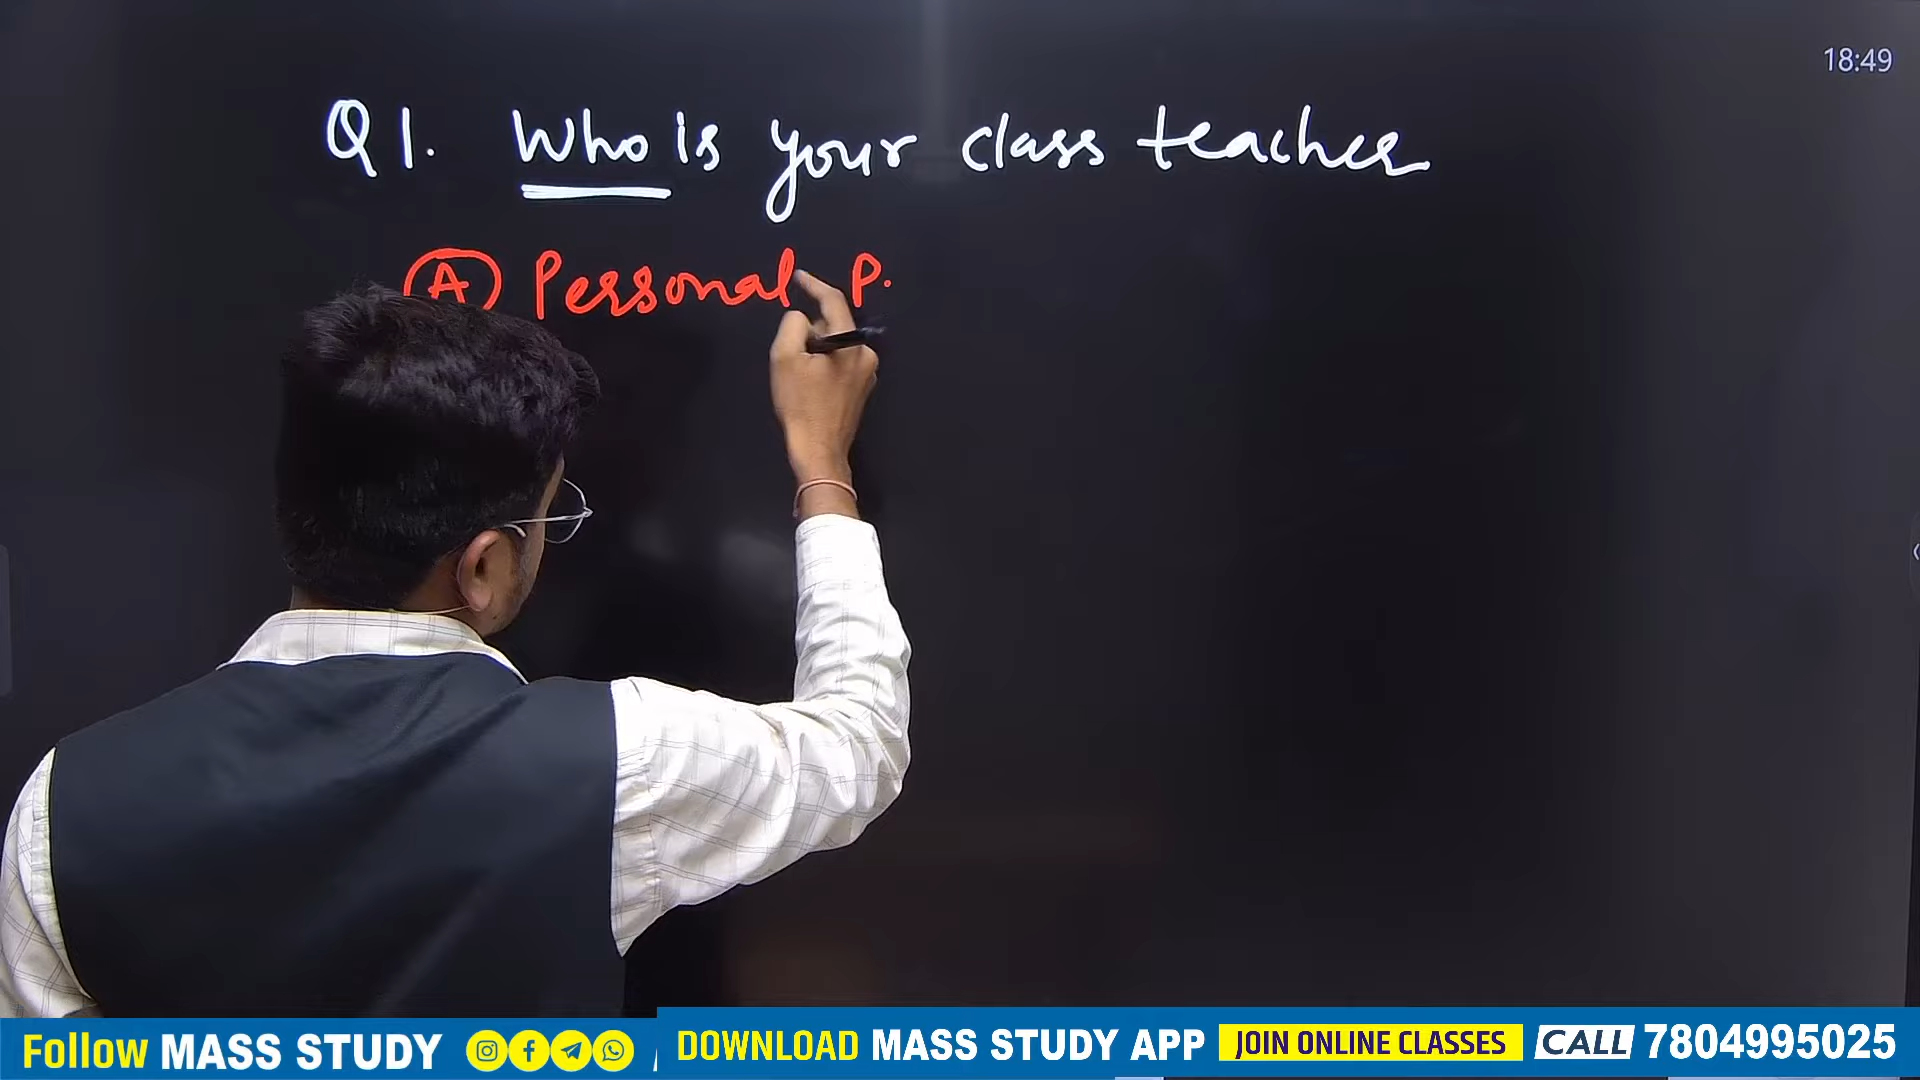 18:49
Q1. Who is your class teacher
A Personal P.
Follow MASS STUDY
DOWNLOAD MASS STUDY APP JOIN ONLINE CLASSES CALL 7804995025